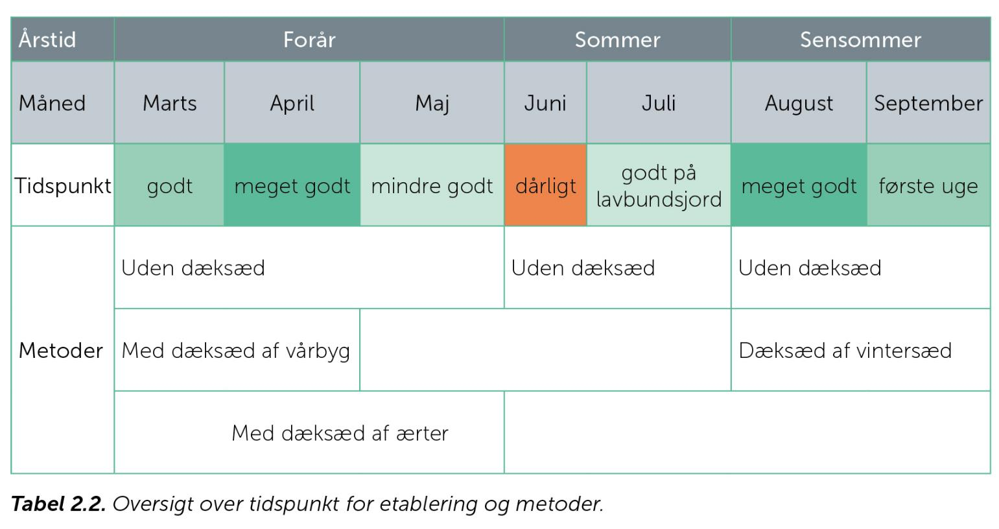 Årstid Forår Sommer Sensommer
Måned Marts April Maj Juni Juli August September
Tidspunkt godt meget godt mindre godt dårligt godt på lavbundsjord meget godt første uge
Uden dæksæd Uden dæksæd Uden dæksæd
Metoder Med dæksæd af vårbyg Dæksæd af vintersæd
Med dæksæd af ærter
Tabel 2.2. Oversigt over tidspunkt for etablering og metoder.